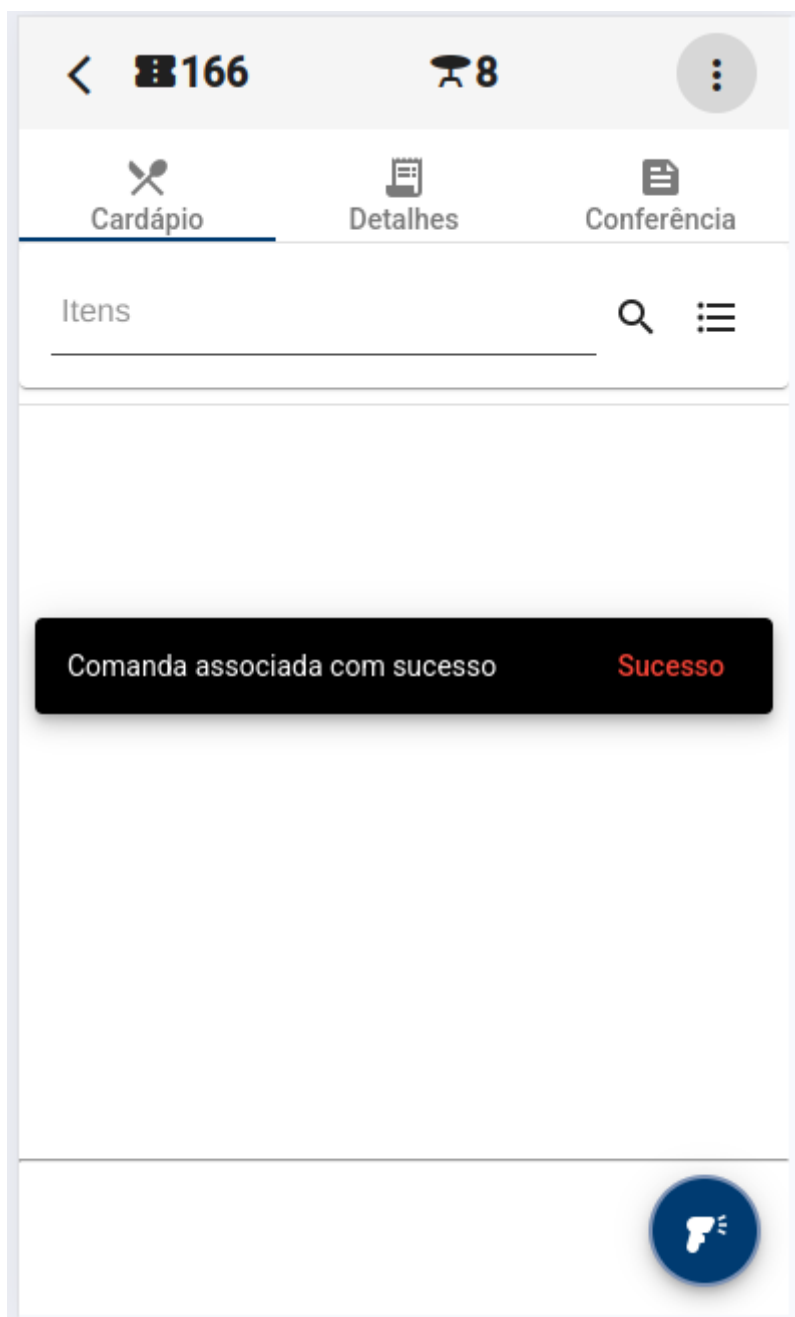 166
8
Cardápio
Detalhes
Conferência
Itens
Comanda associada com sucesso Sucesso